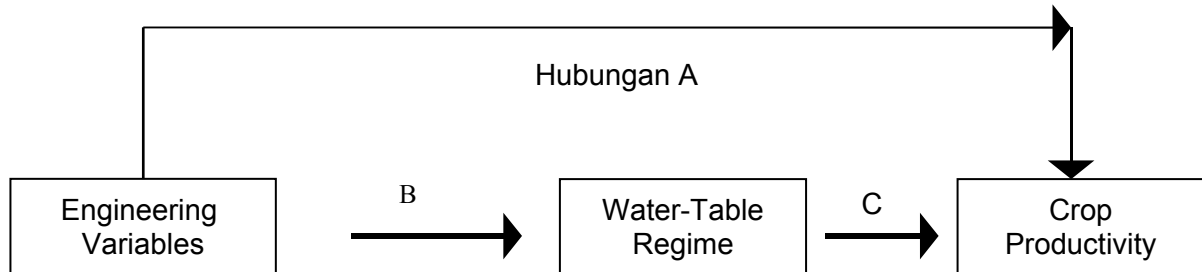 Hubungan A
Engineering
Variables
B
Water-Table
Regime
C
Crop
Productivity